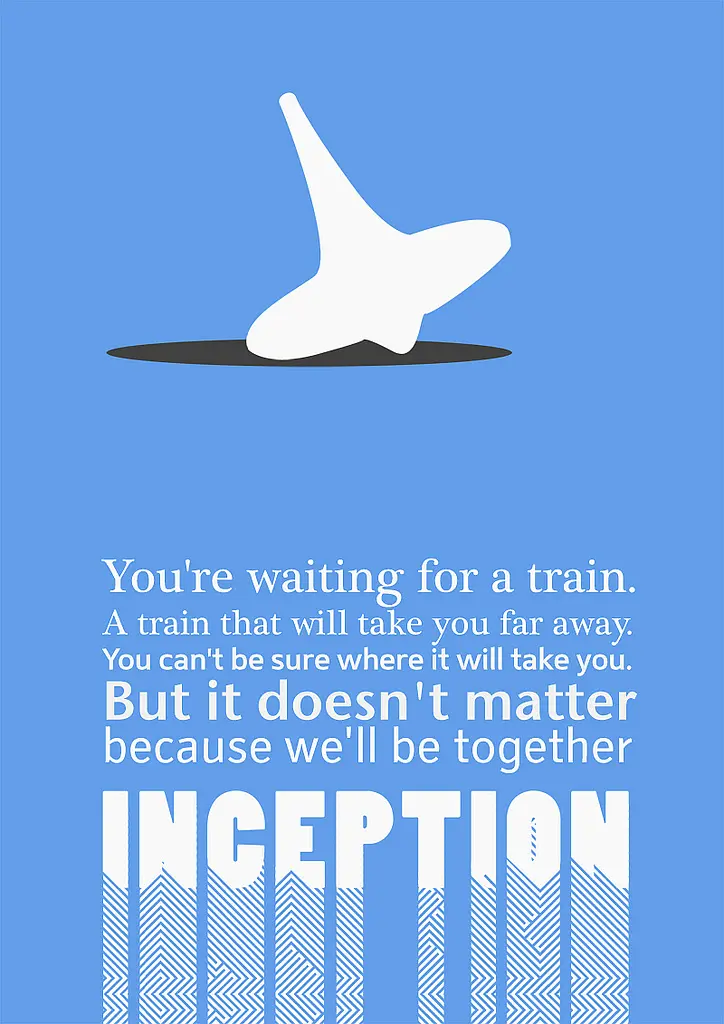 You're waiting for a train.
A train that will take you far away.
You can't be sure where it will take you.
But it doesn't matter
because we'll be together
INCEPTION